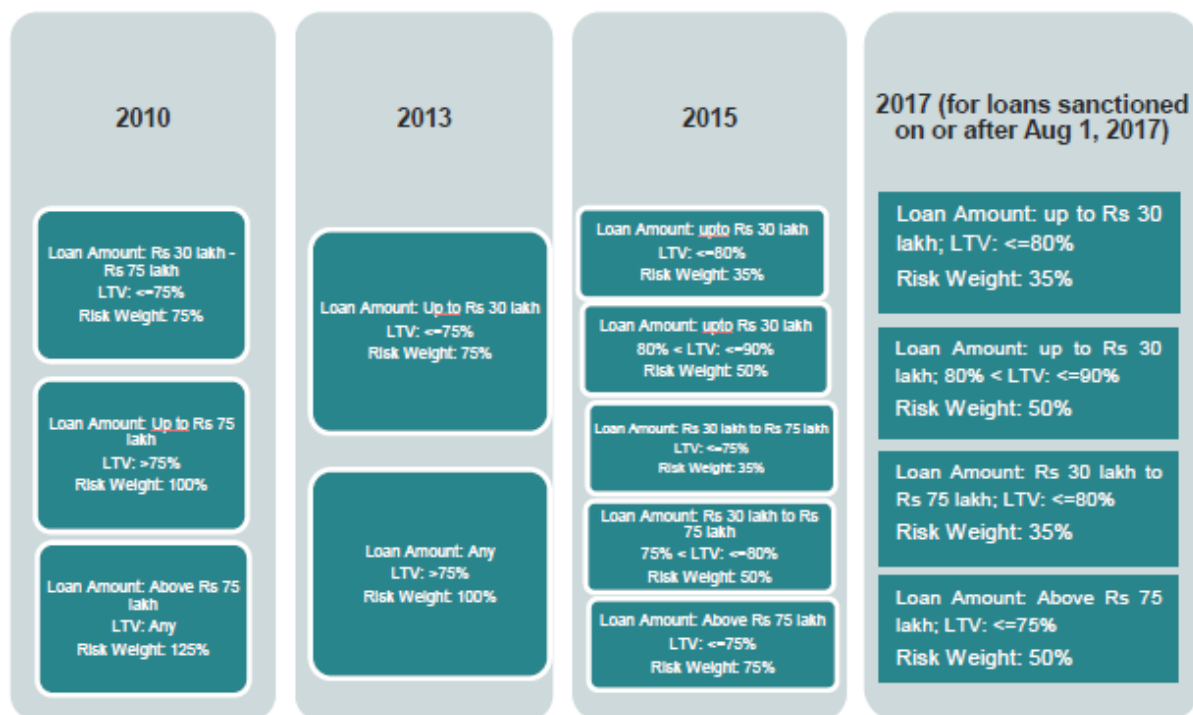 2010
Loan Amount: Rs 30 lakh -
Rs 75 lakh
LTV: <=75%
Risk Weight: 75%
Loan Amount: Up to Rs 75
lakh
LTV: >75%
Risk Weight: 100%
Loan Amount: Above Rs 75
lakh
LTV: Any
Risk Weight: 125%
2013
Loan Amount: Up to Rs 30 lakh
LTV: <=75%
Risk Weight: 75%
Loan Amount: Any
LTV: >75%
Risk Weight: 100%
2015
Loan Amount: upto Rs 30 lakh
LTV: <=80%
Risk Weight: 35%
Loan Amount: upto Rs 30 lakh
80% < LTV: <=90%
Risk Weight: 50%
Loan Amount: Rs 30 lakh to Rs 75 lakh
LTV: <=75%
Risk Weight: 35%
Loan Amount: Rs 30 lakh to Rs
75 lakh
75% < LTV: <=80%
Risk Weight: 50%
Loan Amount: Above Rs 75 lakh
LTV: <=75%
Risk Weight: 75%
2017 (for loans sanctioned
on or after Aug 1, 2017)
Loan Amount: up to Rs 30
lakh; LTV: <=80%
Risk Weight: 35%
Loan Amount: up to Rs 30
lakh; 80% < LTV: <=90%
Risk Weight: 50%
Loan Amount: Rs 30 lakh to
Rs 75 lakh; LTV: <=80%
Risk Weight: 35%
Loan Amount: Above Rs 75
lakh; LTV: <=75%
Risk Weight: 50%